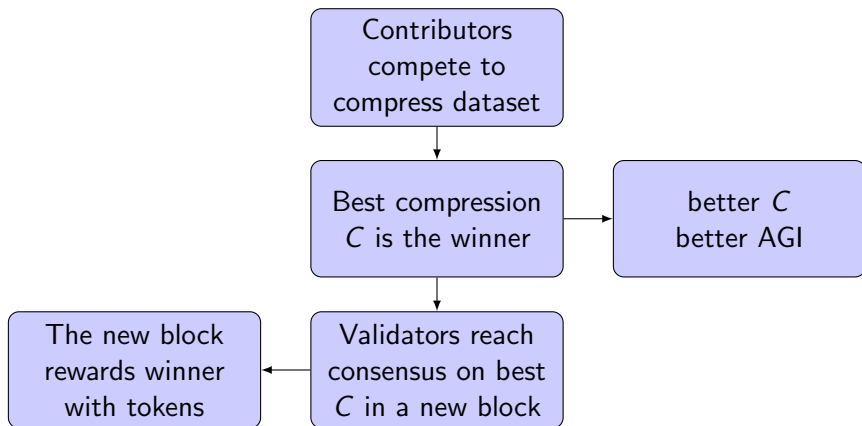 Contributors
compete to
compress dataset
Best compression
C is the winner
better C
better AGI
The new block
rewards winner
with tokens
Validators reach
consensus on best
C in a new block